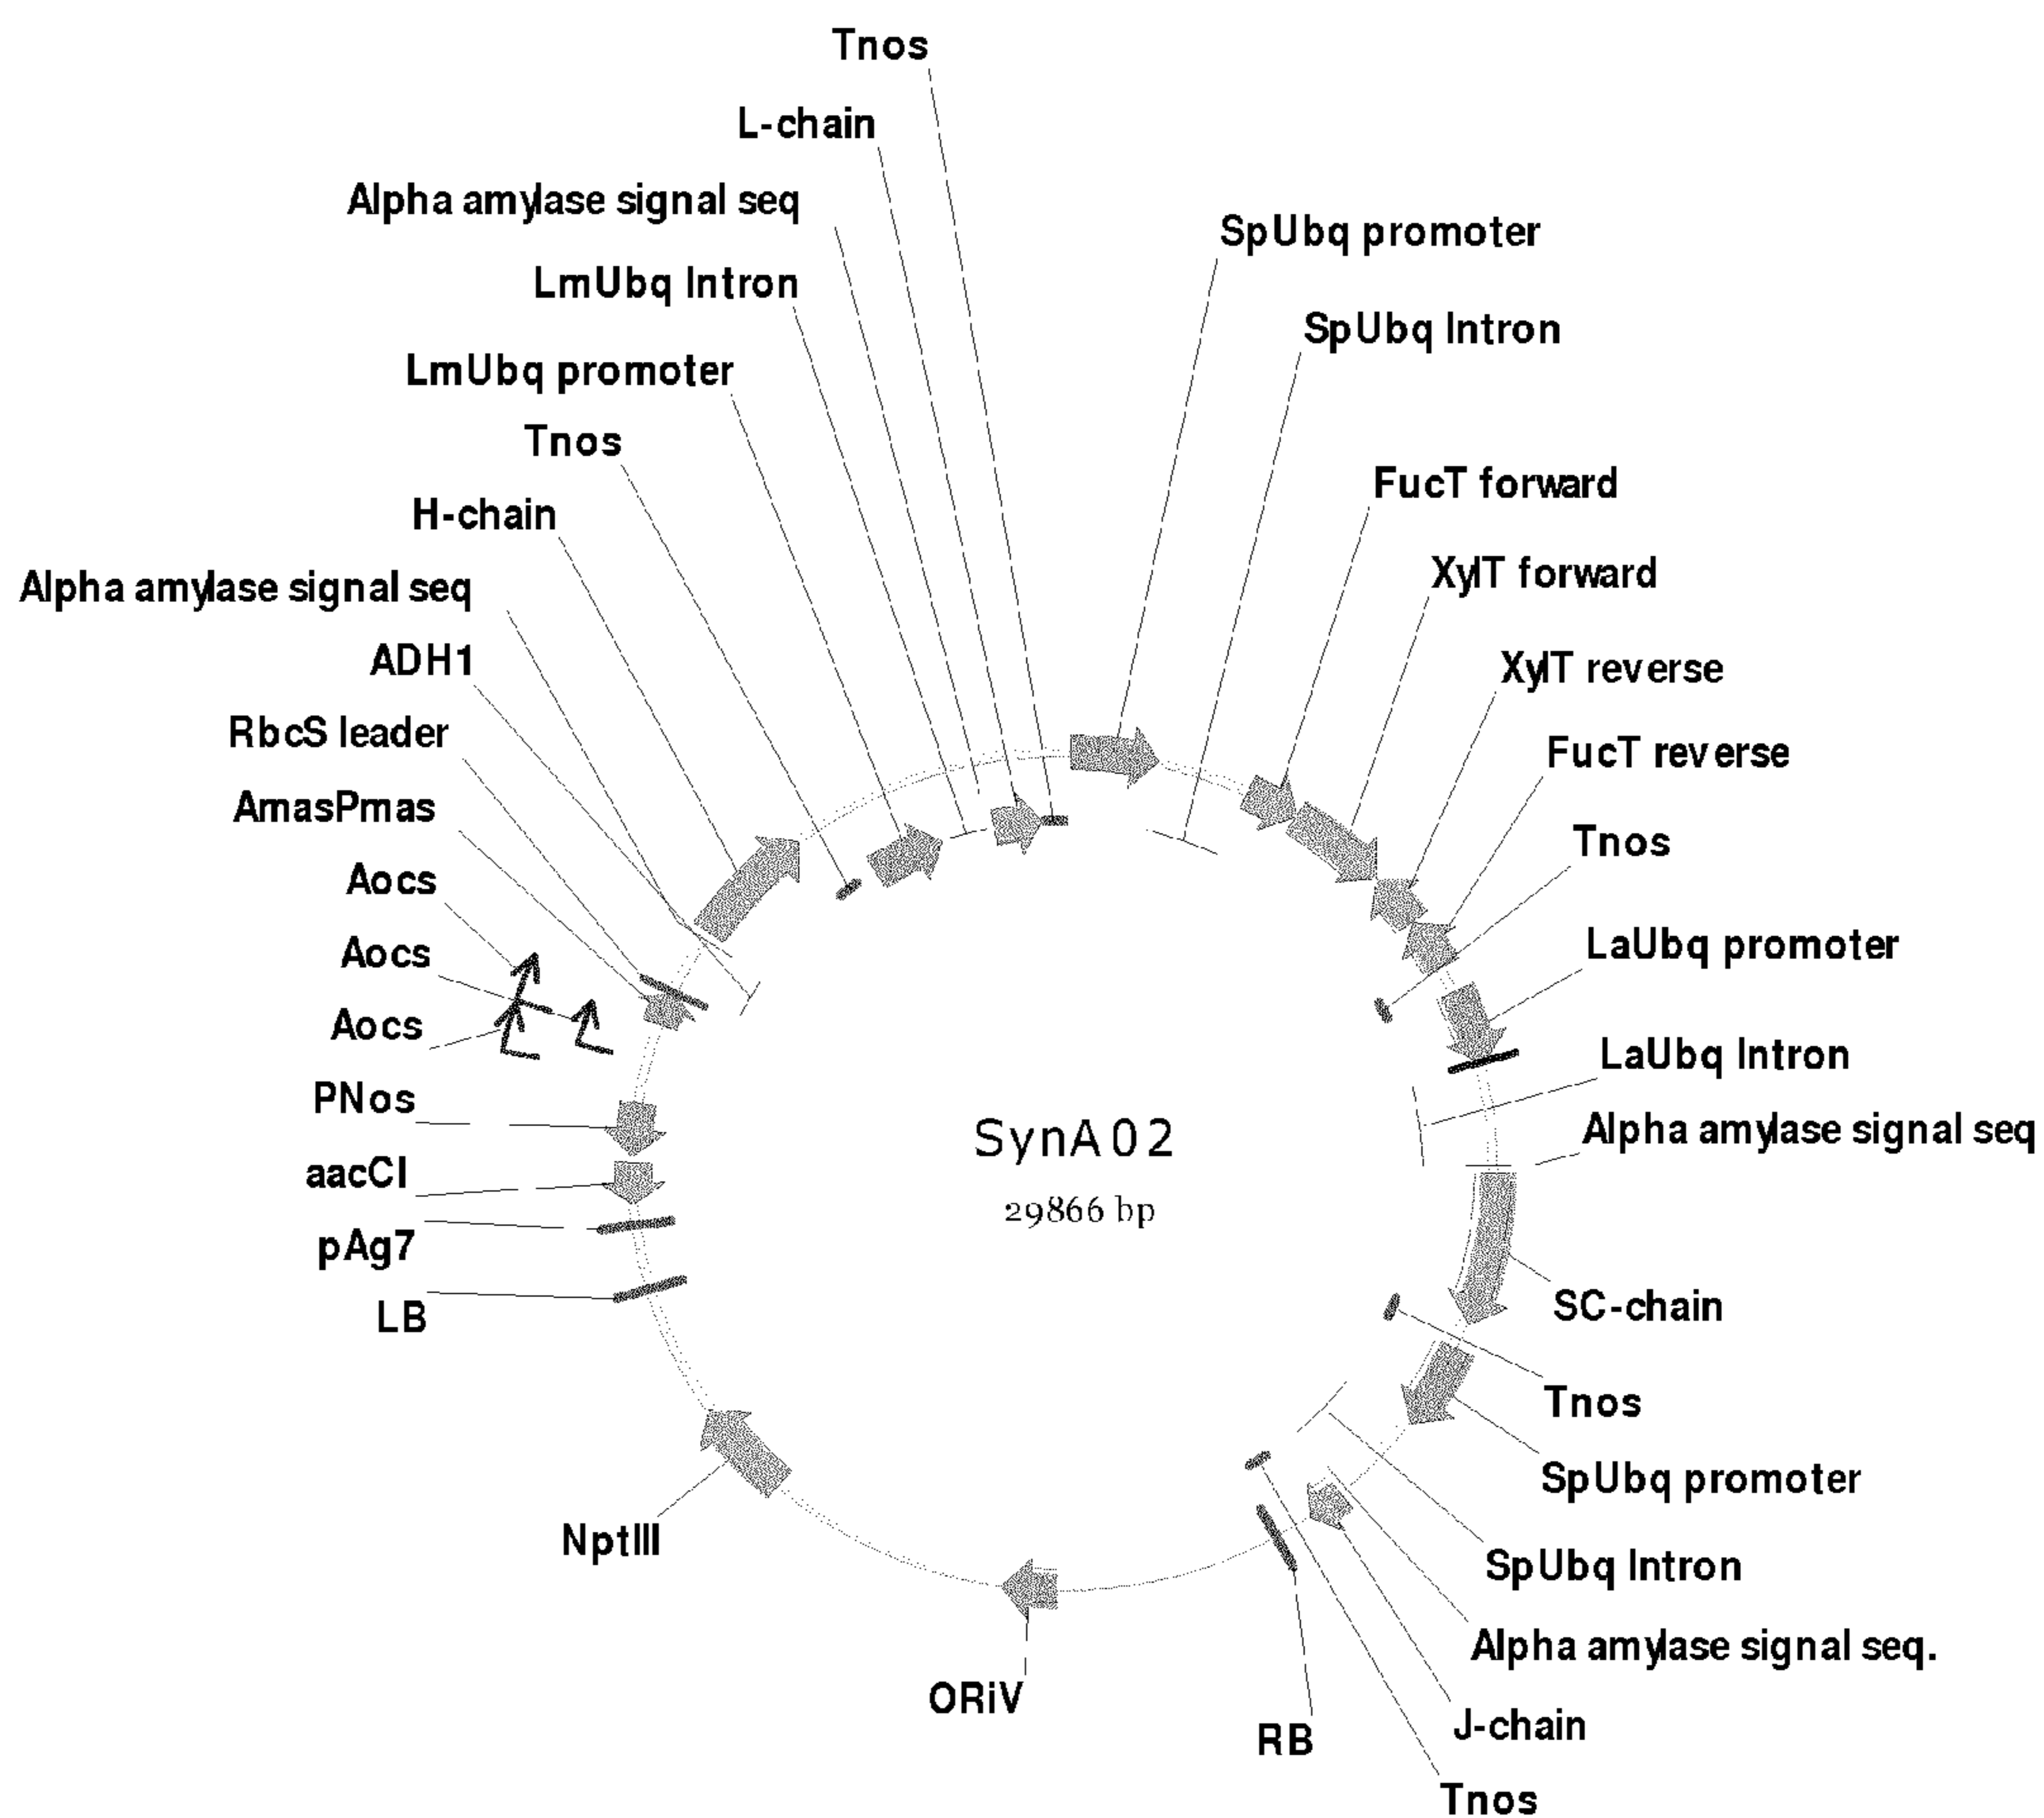 Tnos
L-chain
Alpha amylase signal seq
LmUbq Intron
LmUbq promoter
Tnos
H-chain
Alpha amylase signal seq
ADH1
RbcS leader
AmasPmas
Aocs
Aocs
Aocs
PNos
aacCI
pAg7
LB
NptIII
ORiV
SpUbq promoter
SpUbq Intron
FucT forward
XylT forward
XylT reverse
FucT reverse
Tnos
LaUbq promoter
LaUbq Intron
Alpha amylase signal seq
SC-chain
Tnos
SpUbq promoter
SpUbq Intron
Alpha amylase signal seq.
J-chain
Tnos
RB
SynA02
29866 bp